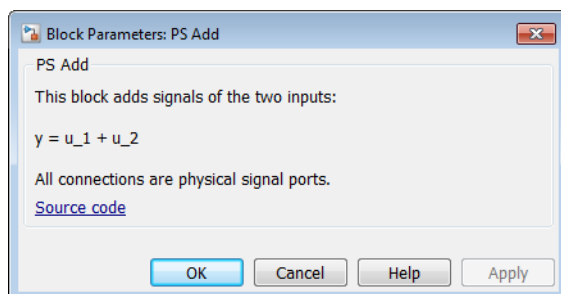 Block Parameters: PS Add
PS Add
This block adds signals of the two inputs:
y = u_1 + u_2
All connections are physical signal ports.
Source code
OK Cancel Help Apply